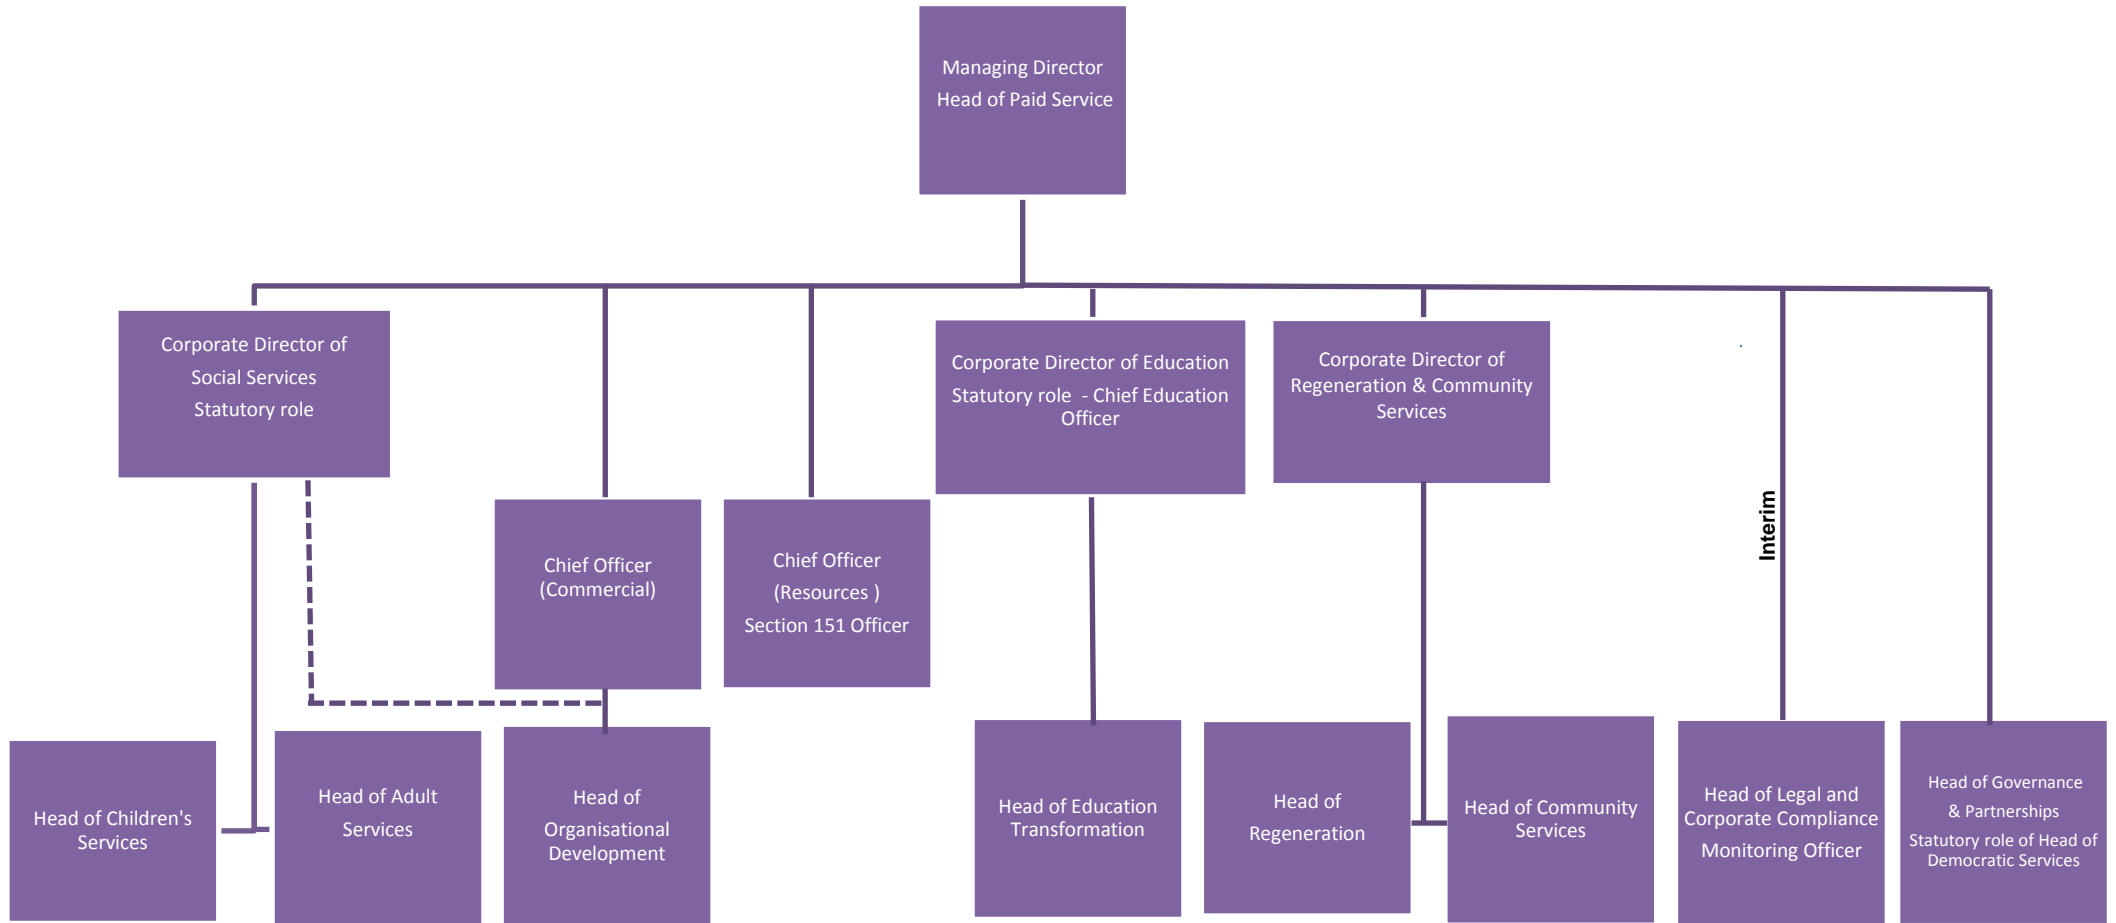 Managing Director
Head of Paid Service
Corporate Director of
Social Services
Statutory role
Corporate Director of Education
Statutory role - Chief Education
Officer
Corporate Director of
Regeneration & Community
Services
Chief Officer
(Commercial)
Chief Officer
(Resources )
Section 151 Officer
Interim
Head of Children's
Services
Head of Adult
Services
Head of
Organisational
Development
Head of Education
Transformation
Head of
Regeneration
Head of Community
Services
Head of Legal and
Corporate Compliance
Monitoring Officer
Head of Governance
& Partnerships
Statutory role of Head of
Democratic Services